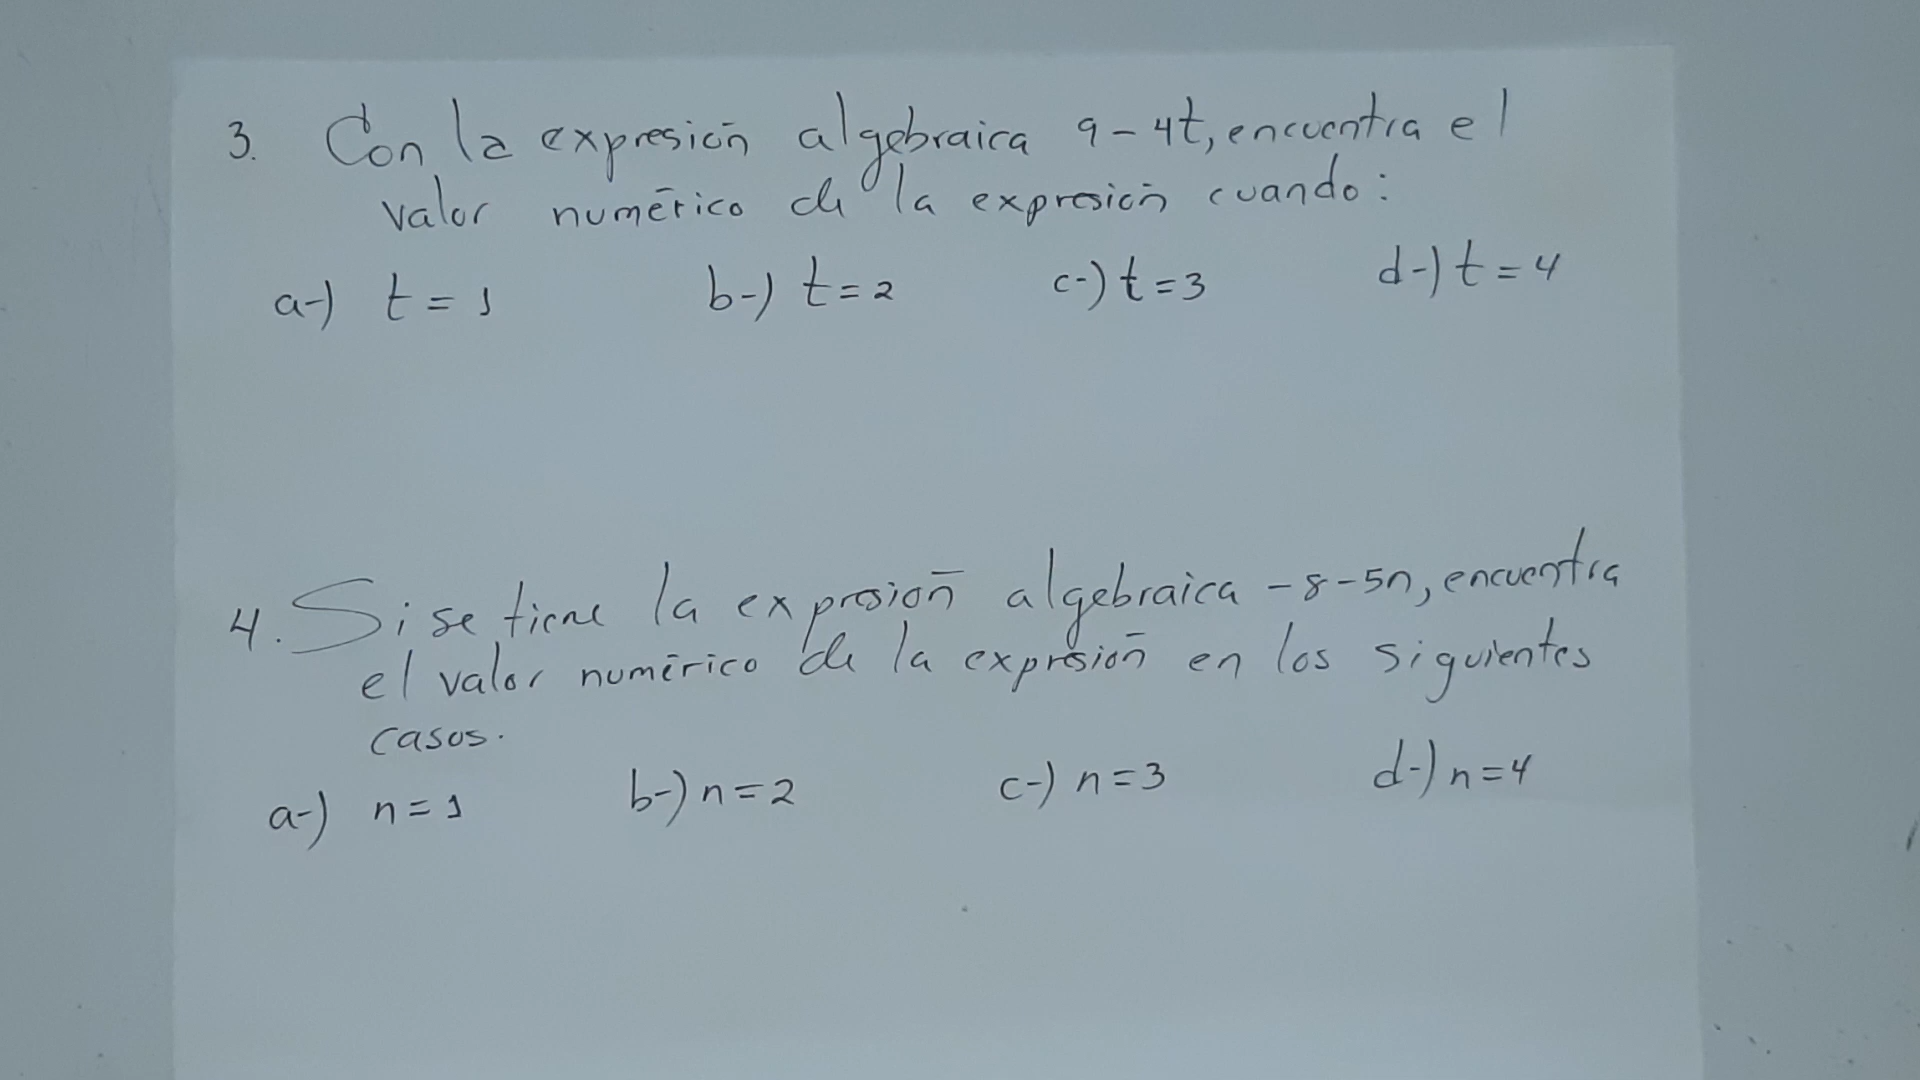 3. Con la expresión algebraica 9-4t, encuentra el
valor numérico de la expresión cuando:
a-) t = 1 b-) t = 2 c-) t = 3 d-) t = 4
4. Si se tiene la expresión algebraica -8-5n, encuentra
el valor numérico de la expresión en los siguientes
casos.
a-) n = 1 b-) n = 2 c-) n = 3 d-) n = 4